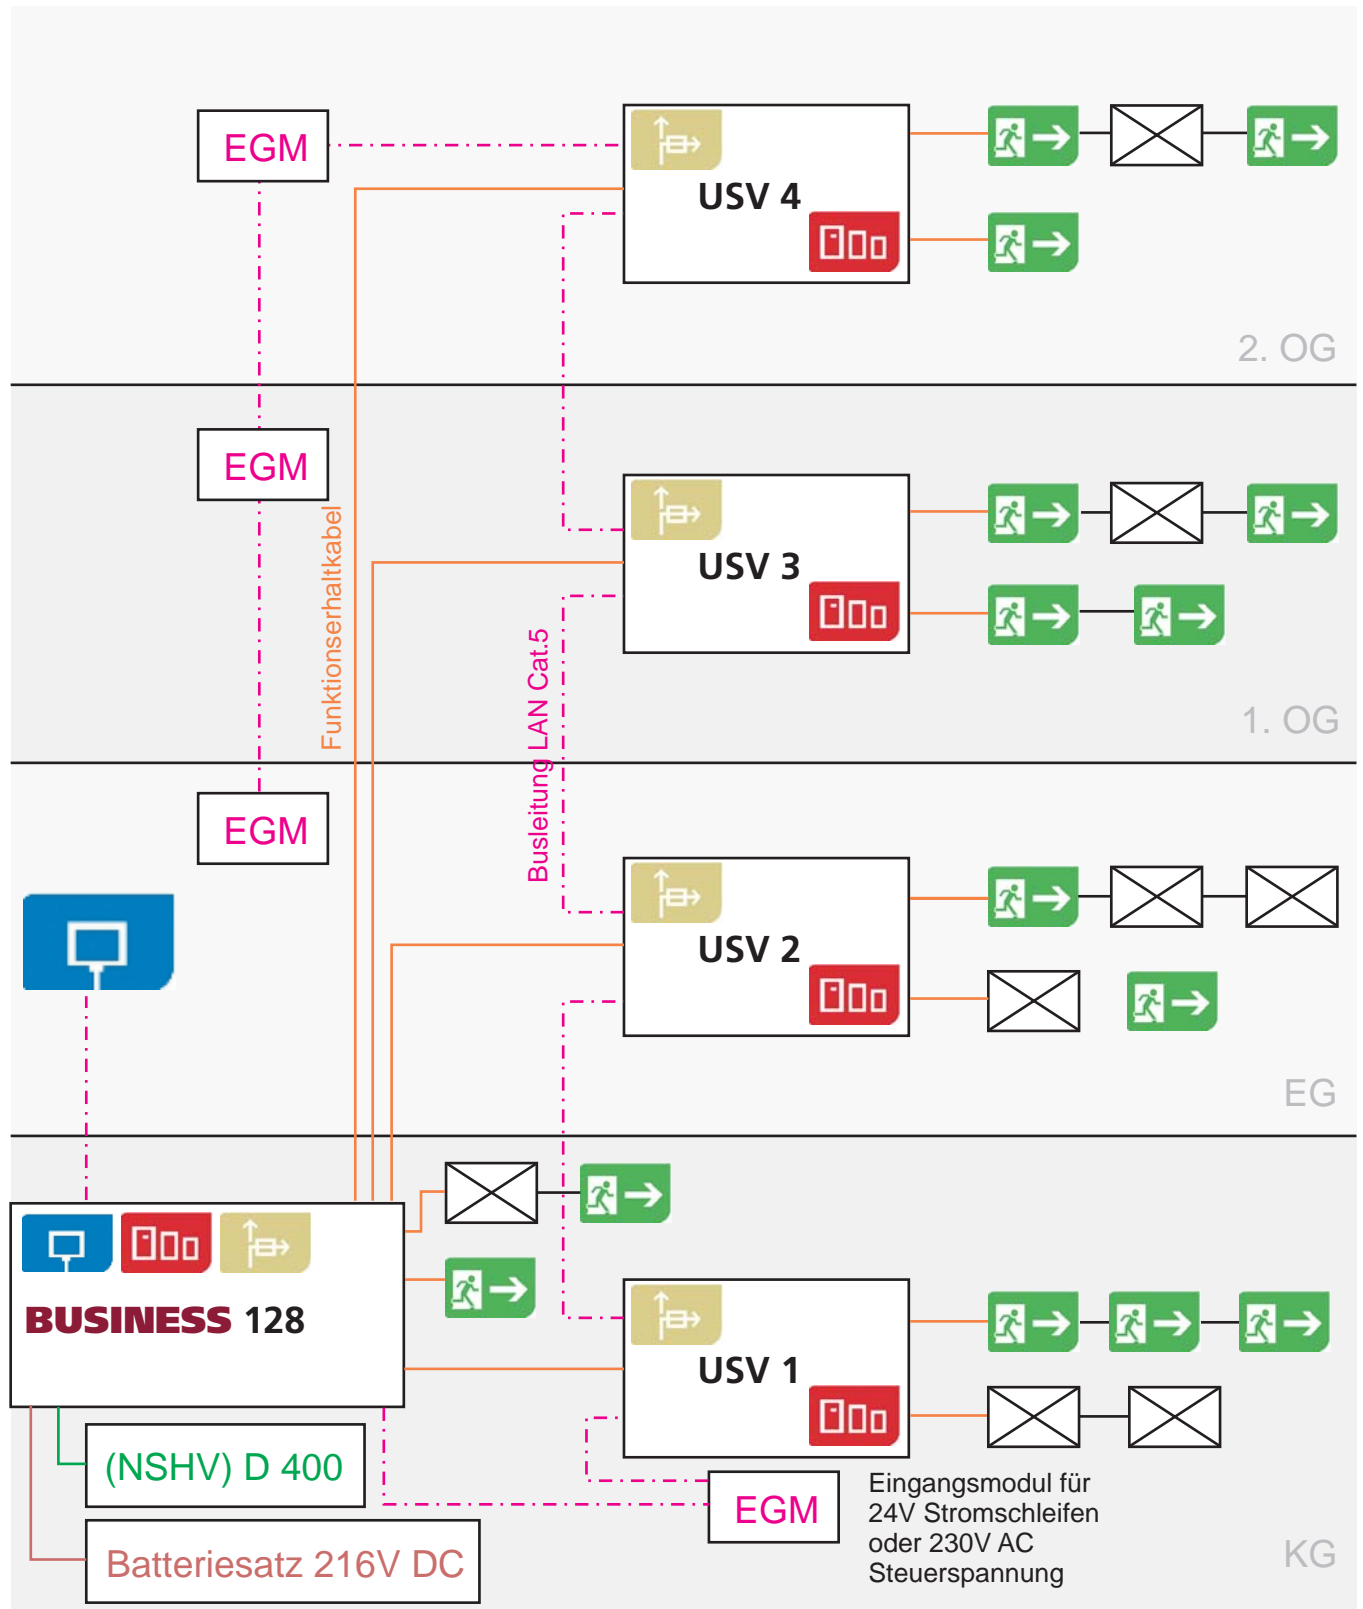 EGM
USV 4
2. OG
EGM
Funktionserhaltkabel
USV 3
Busleitung LAN Cat.5
1. OG
EGM
USV 2
EG
BUSINESS 128
USV 1
(NSHV) D 400
Batteriesatz 216V DC
EGM
Eingangsmodul für
24V Stromschleifen
oder 230V AC
Steuerspannung
KG